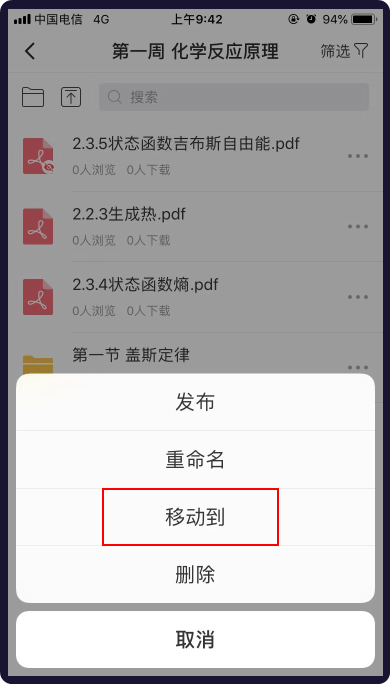 中国电信 4G 上午9:42 94%
第一周 化学反应原理 筛选
搜索
2.3.5状态函数吉布斯自由能.pdf
0人浏览 0人下载
2.2.3生成热.pdf
0人浏览 0人下载
2.3.4状态函数熵.pdf
0人浏览 0人下载
第一节 盖斯定律
发布
重命名
移动到
删除
取消